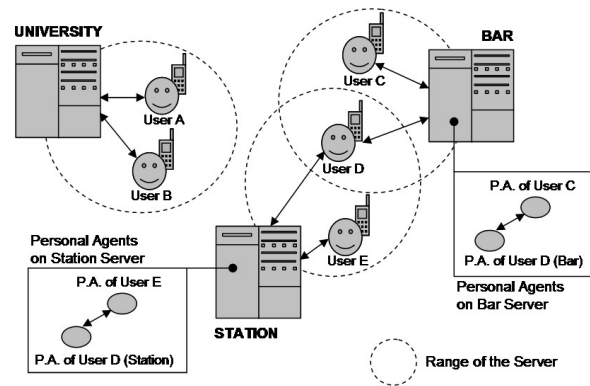 UNIVERSITY
BAR
User C
User A
User D
User B
P.A. of User C
P.A. of User D (Bar)
Personal Agents
on Bar Server
Personal Agents
on Station Server
User E
P.A. of User E
P.A. of User D (Station)
STATION
Range of the Server